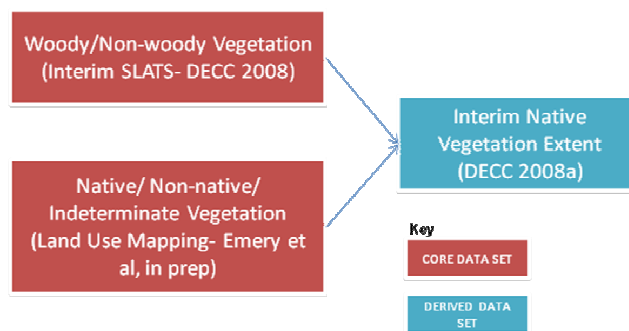 Woody/Non-woody Vegetation
(Interim SLATS- DECC 2008)
Native/ Non-native/
Indeterminate Vegetation
(Land Use Mapping- Emery et
al, in prep)
Interim Native
Vegetation Extent
(DECC 2008a)
Key
CORE DATA SET
DERIVED DATA
SET